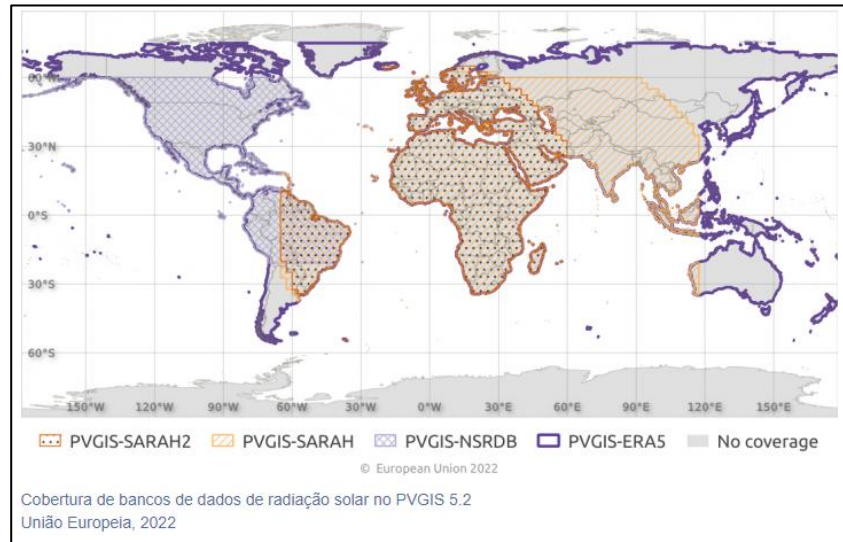 60°N
30°N
0°S
30°S
60°S
150°W 120°W 90°W 60°W 30°W 0°W 30°E 60°E 90°E 120°E 150°E
PVGIS-SARAH2 PVGIS-SARAH PVGIS-NSRDB PVGIS-ERA5 No coverage
© European Union 2022
Cobertura de bancos de dados de radiação solar no PVGIS 5.2
União Europeia, 2022